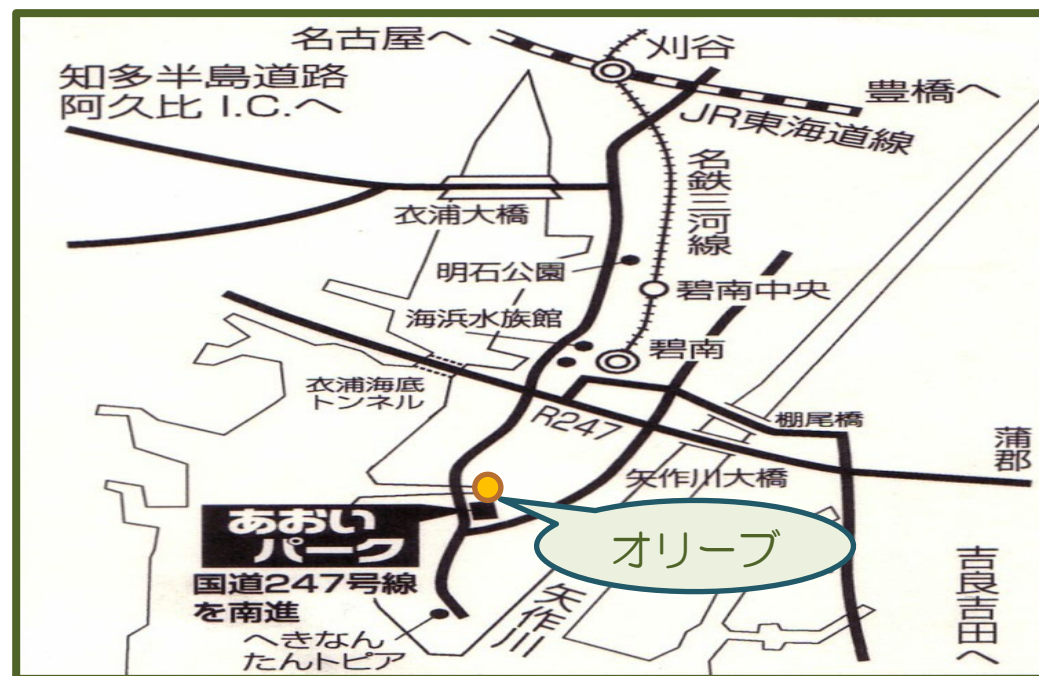 名古屋へ
刈谷
知多半島道路
阿久比 I.C.へ
豊橋へ
JR東海道線
名鉄三河線
衣浦大橋
明石公園
碧南中央
海浜水族館
碧南
衣浦海底
トンネル
R247
棚尾橋
蒲郡
矢作川大橋
あおい
パーク
オリーブ
国道247号線
を南進
吉良吉田へ
矢作川
へきなん
たんトピア